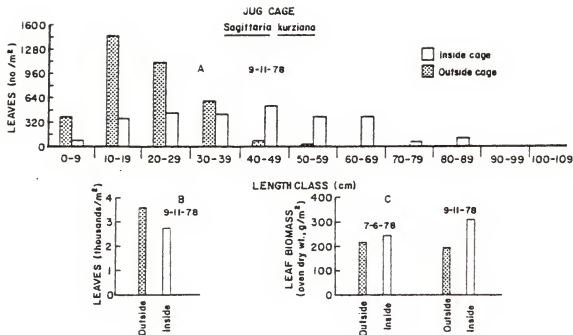 JUG CAGE
Sagittaria kurziana
LEAVES (no/m²)
1600
1280
960
640
320
0
A 9-11-78
Inside cage
Outside cage
0-9 10-19 20-29 30-39 40-49 50-59 60-69 70-79 80-89 90-99 100-109
LENGTH CLASS (cm)
LEAVES (thousands/m²)
4
3
2
1
0
B
9-11-78
Outside
Inside
LEAF BIOMASS
(oven dry wt., g/m²)
400
300
200
100
0
C
7-6-78
9-11-78
Outside
Inside
Outside
Inside